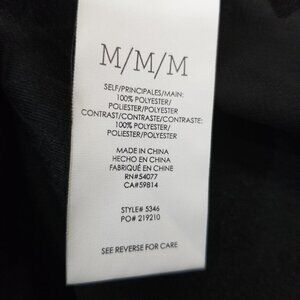 M/M/M
SELF/PRINCIPALES/MAIN:
100% POLYESTER/
POLIESTER/POLYESTER
CONTRAST/CONTRASTE/CONTRASTE:
100% POLYESTER/
POLIESTER/POLYESTER
MADE IN CHINA
HECHO EN CHINA
FABRIQUÉ EN CHINE
RN#54077
CA#59814
STYLE# 5346
PO# 219210
SEE REVERSE FOR CARE